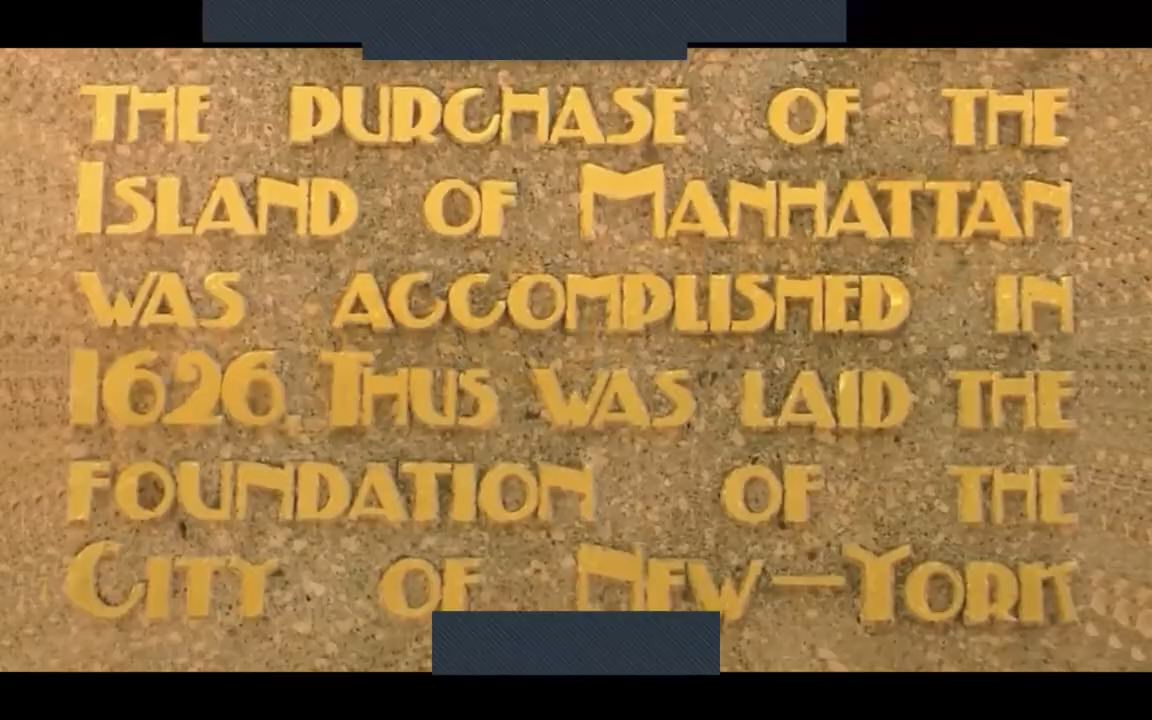 THE PURCHASE OF THE
ISLAND OF MANHATTAN
WAS ACCOMPLISHED IN
1626. THUS WAS LAID THE
FOUNDATION OF THE
CITY OF NEW—YORK